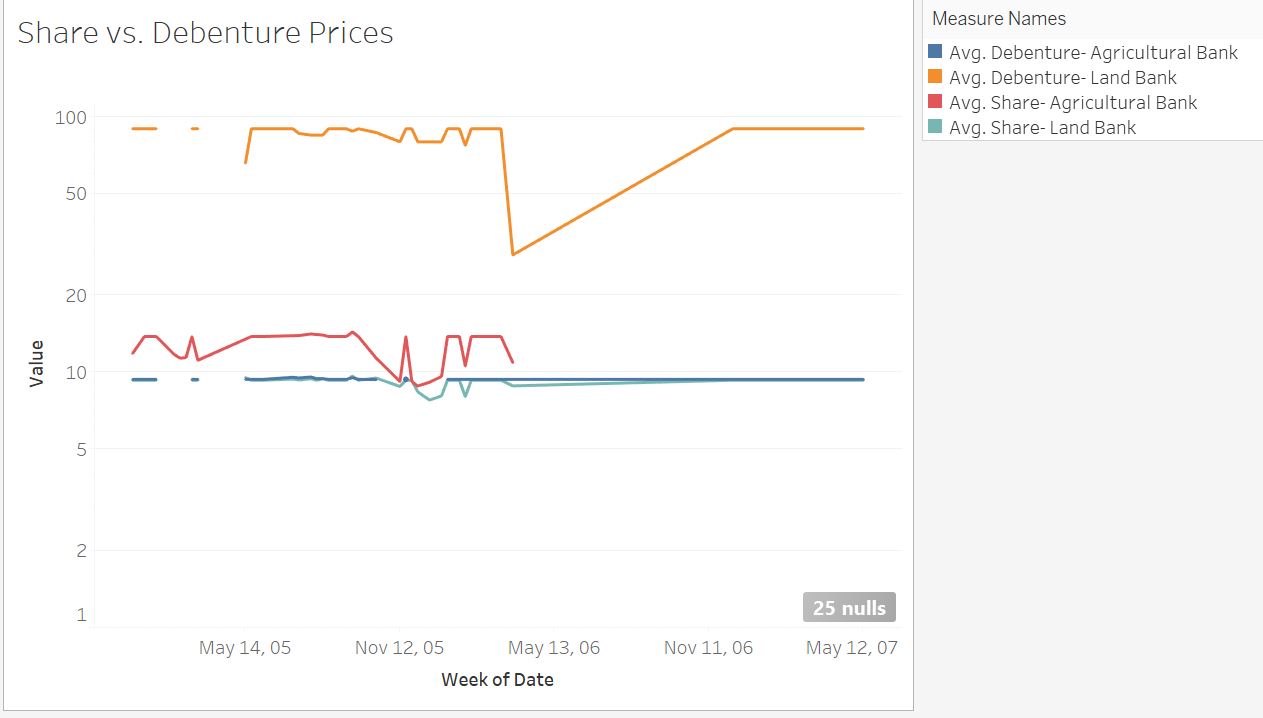 Share vs. Debenture Prices
Measure Names
Avg. Debenture- Agricultural Bank
Avg. Debenture- Land Bank
Avg. Share- Agricultural Bank
Avg. Share- Land Bank
100
50
20
10
5
2
1
Value
25 nulls
May 14, 05
Nov 12, 05
May 13, 06
Nov 11, 06
May 12, 07
Week of Date